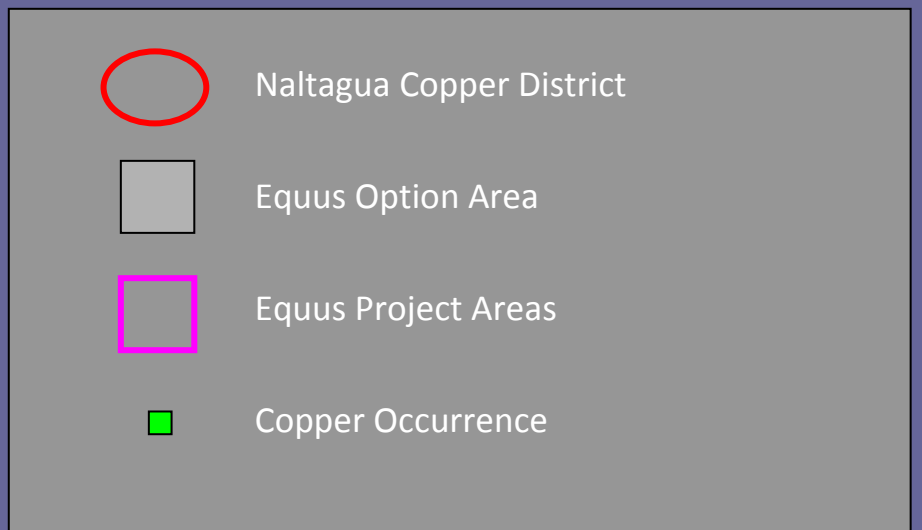 Naltagua Copper District
Equus Option Area
Equus Project Areas
Copper Occurrence